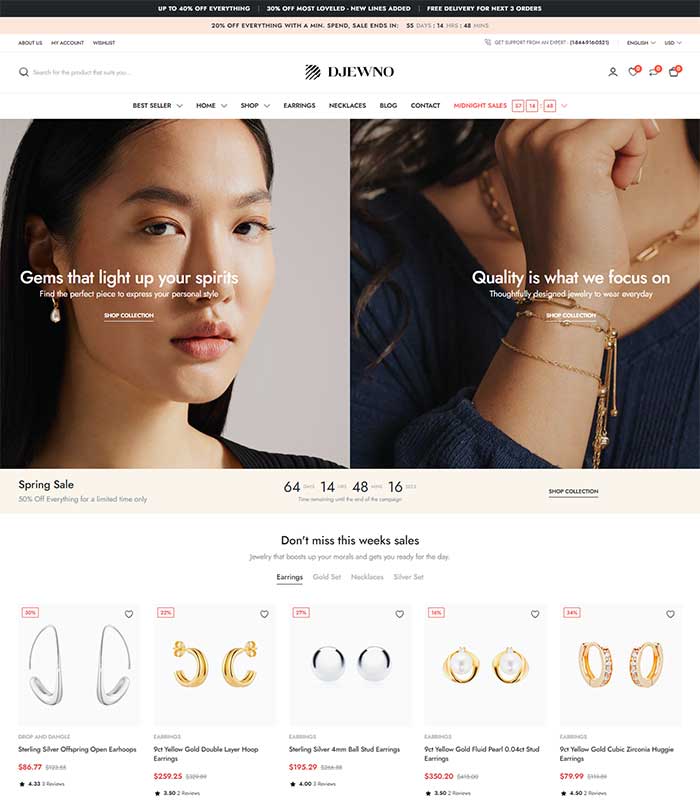 UP TO 40% OFF EVERYTHING | 30% OFF MOST LOVELED - NEW LINES ADDED | FREE DELIVERY FOR NEXT 3 ORDERS
20% OFF EVERYTHING WITH A MIN. SPEND, SALE ENDS IN: 55 DAYS : 14 HRS : 48 MINS
ABOUT US MY ACCOUNT WISHLIST GET SUPPORT FROM AN EXPERT: (1-844-9160-521) ENGLISH USD
Search for the product that suits you... DJEWNO 0 0 0
BEST SELLER HOME SHOP EARRINGS NECKLACES BLOG CONTACT MIDNIGHT SALES 57 : 14 : 48
Gems that light up your spirits
Find the perfect piece to express your personal style
SHOP COLLECTION
Quality is what we focus on
Thoughtfully designed jewelry to wear everyday
SHOP COLLECTION
Spring Sale
50% Off Everything for a limited time only
64 DAYS 14 HRS 48 MINS 16 SECS
Time remaining until the end of the campaign
SHOP COLLECTION
Don't miss this weeks sales
Jewelry that boosts up your morals and gets you ready for the day.
Earrings Gold Set Necklaces Silver Set
30%
DROP AND DANGLE
Sterling Silver Offspring Open Earhoops
$86.77 $123.55
4.33 3 Reviews
22%
EARRINGS
9ct Yellow Gold Double Layer Hoop
Earrings
$259.25 $329.89
3.50 2 Reviews
27%
EARRINGS
Sterling Silver 4mm Ball Stud Earrings
$195.29 $266.88
4.00 3 Reviews
16%
EARRINGS
9ct Yellow Gold Fluid Pearl 0.04ct Stud
Earrings
$350.20 $415.00
3.50 2 Reviews
34%
EARRINGS
9ct Yellow Gold Cubic Zirconia Huggie
Earrings
$79.99
4.50 2 Reviews